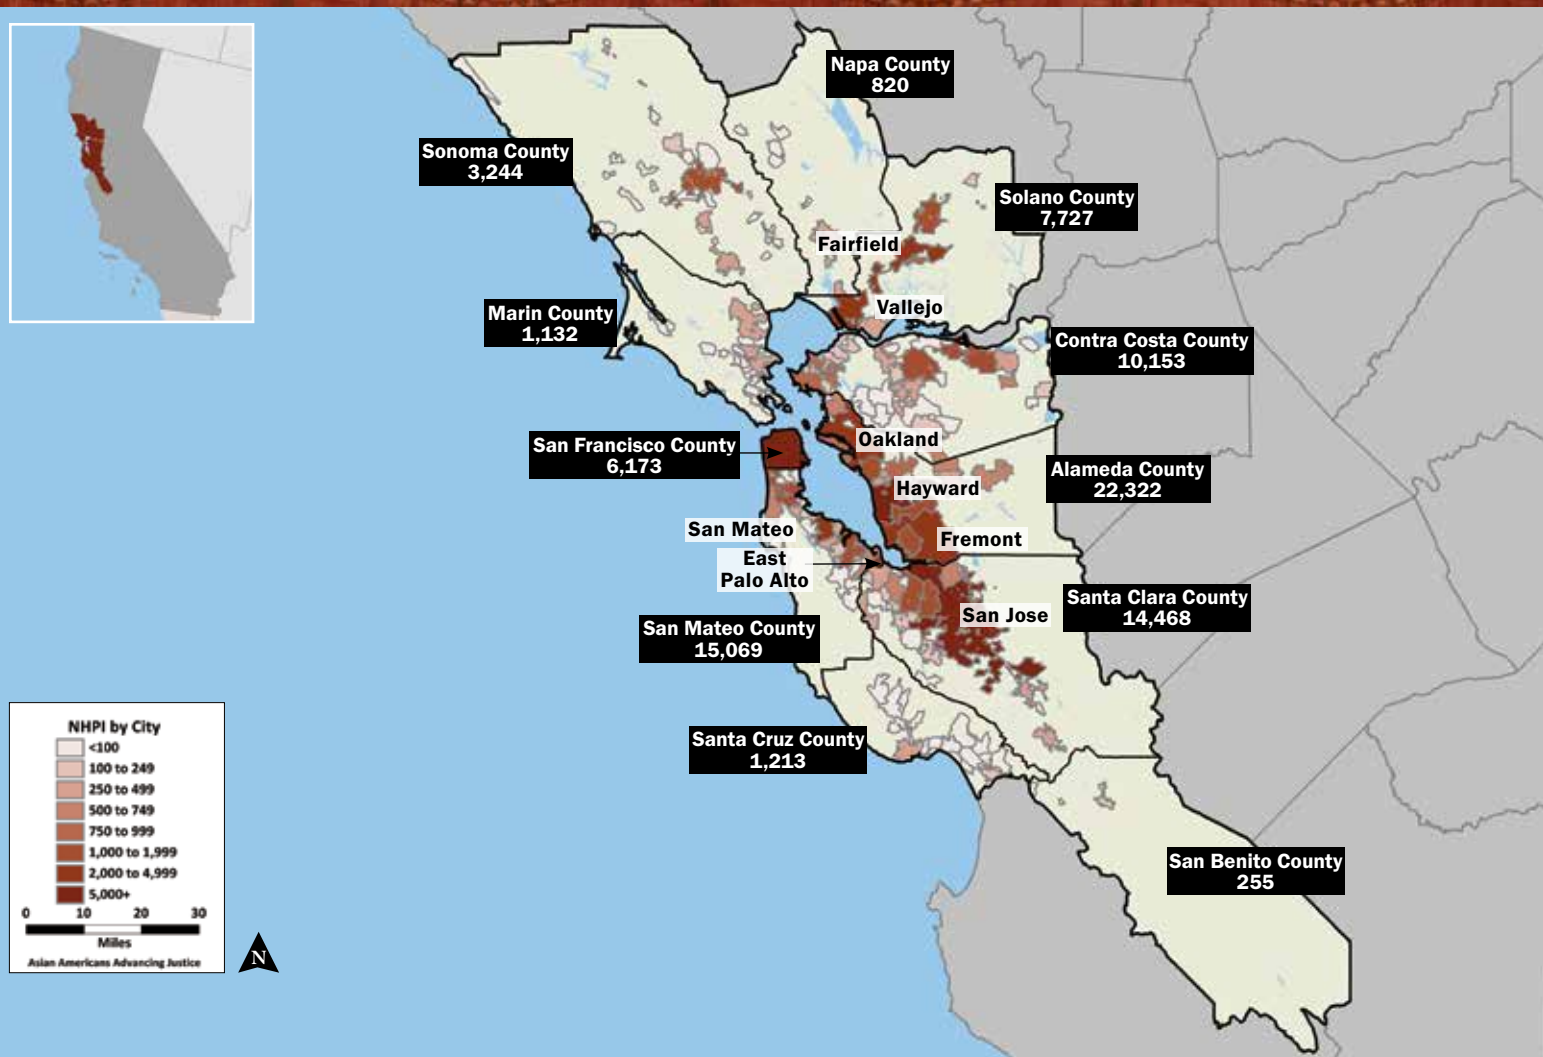 Napa County
820
Sonoma County
3,244
Solano County
7,727
Fairfield
Vallejo
Marin County
1,132
Contra Costa County
10,153
Oakland
San Francisco County
6,173
Alameda County
22,322
Hayward
San Mateo
Fremont
East
Palo Alto
Santa Clara County
14,468
San Jose
San Mateo County
15,069
Santa Cruz County
1,213
San Benito County
255
NHPI by City
<100
100 to 249
250 to 499
500 to 749
750 to 999
1,000 to 1,999
2,000 to 4,999
5,000+
0 10 20 30
Miles
Asian Americans Advancing Justice
N